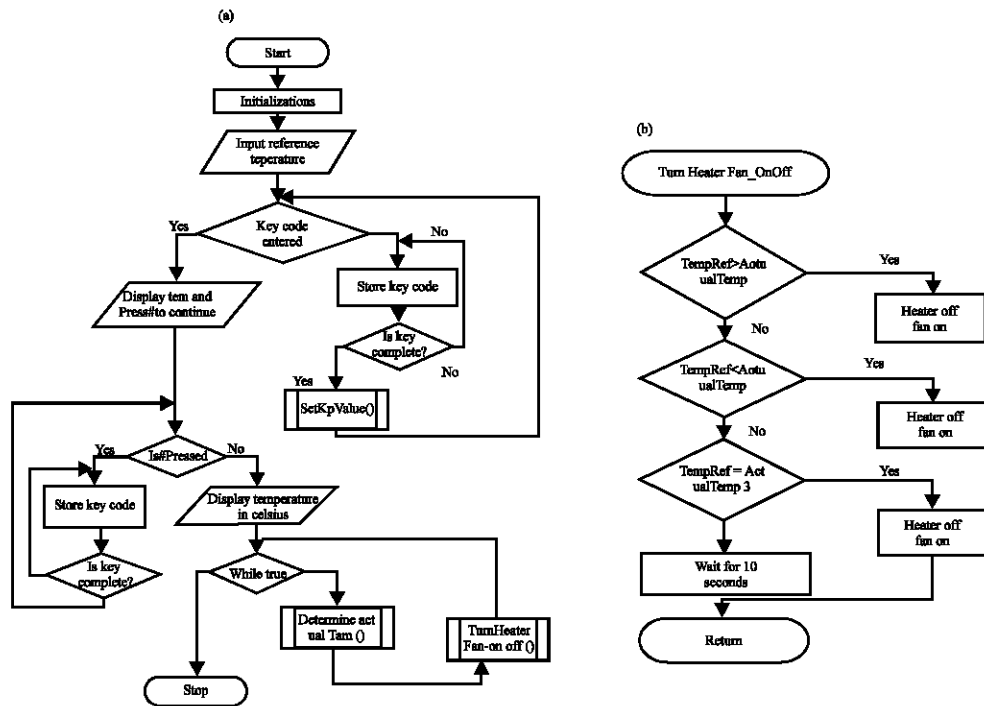 (a)
Start
Initializations
Input reference
teperature
Key code
entered
Yes
No
Store key code
Display tem and
Press#to continue
Is key
complete?
No
Yes
SetKpValue()
Is#Pressed
Yes
No
Store key code
Display temperature
in celsius
Is key
complete?
While true
Determine act
ual Tam ()
TurnHeater
Fan-on off ()
Stop
(b)
Turn Heater Fan_OnOff
TempRef>Aotu
ualTemp
Yes
Heater off
fan on
No
TempRef<Aotu
ualTemp
Yes
Heater off
fan on
No
TempRef = Act
ualTemp 3
Yes
Heater off
fan on
Wait for 10
seconds
Return